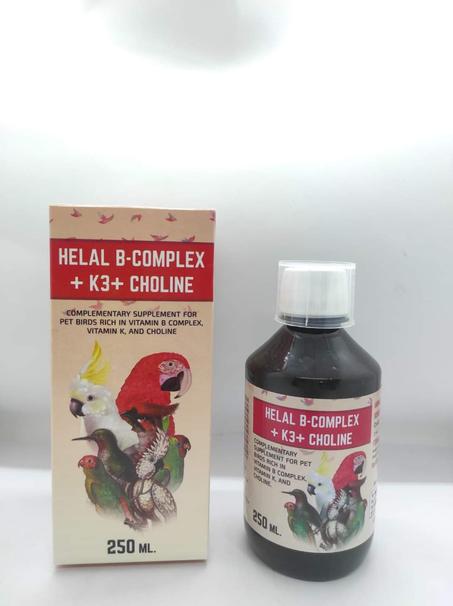 HELAL B-COMPLEX
+ K3+ CHOLINE
COMPLEMENTARY SUPPLEMENT FOR
PET BIRDS RICH IN VITAMIN B COMPLEX,
VITAMIN K, AND CHOLINE
250 ML.
HELAL B-COMPLEX
+ K3+ CHOLINE
COMPLEMENTARY
SUPPLEMENT FOR PET
BIRDS RICH IN
VITAMIN B COMPLEX,
VITAMIN K, AND
CHOLINE.
250 ML.